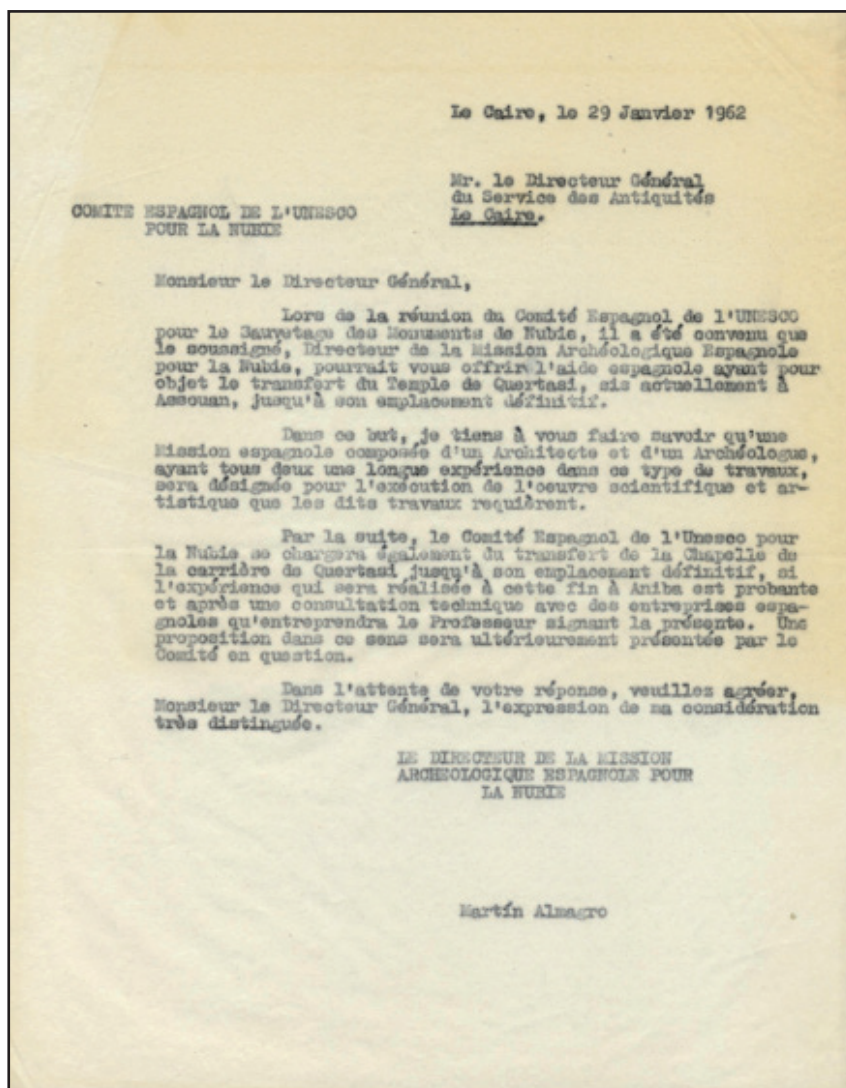 Le Caire, le 29 Janvier 1962
Mr. le Directeur Général
du Service des Antiquités
Le Caire.
COMITE ESPAGNOL DE L'UNESCO
POUR LA NUBIE
Monsieur le Directeur Général,
Lors de la réunion du Comité Espagnol de l'UNESCO
pour le Sauvetage des Monuments de Nubie, il a été convenu que
le soussigné, Directeur de la Mission Archéologique Espagnole
pour la Nubie, pourrait vous offrir l'aide espagnole ayant pour
objet le transfert du Temple de Quertasi, sis actuellement à
Assouan, jusqu'à son emplacement définitif.
Dans ce but, je tiens à vous faire savoir qu'une
Mission espagnole composée d'un Architecte et d'un Archéologue,
ayant tous deux une longue expérience dans ce type de travaux,
sera désignée pour l'exécution de l'oeuvre scientifique et ar-
tistique que les dits travaux requièrent.
Par la suite, le Comité Espagnol de l'Unesco pour
la Nubie se chargera également du transfert de la Chapelle de
la carrière de Quertasi jusqu'à son emplacement définitif, si
l'expérience qui sera réalisée à cette fin à Aniba est probante
et après une consultation technique avec des entreprises espa-
gnoles qu'entreprendra le Professeur signant la présente. Une
proposition dans ce sens sera ultérieurement présentée par le
Comité en question.
Dans l'attente de votre réponse, veuillez agréer,
Monsieur le Directeur Général, l'expression de ma considération
très distinguée.
LE DIRECTEUR DE LA MISSION
ARCHEOLOGIQUE ESPAGNOLE POUR
LA NUBIE
Martín Almagro